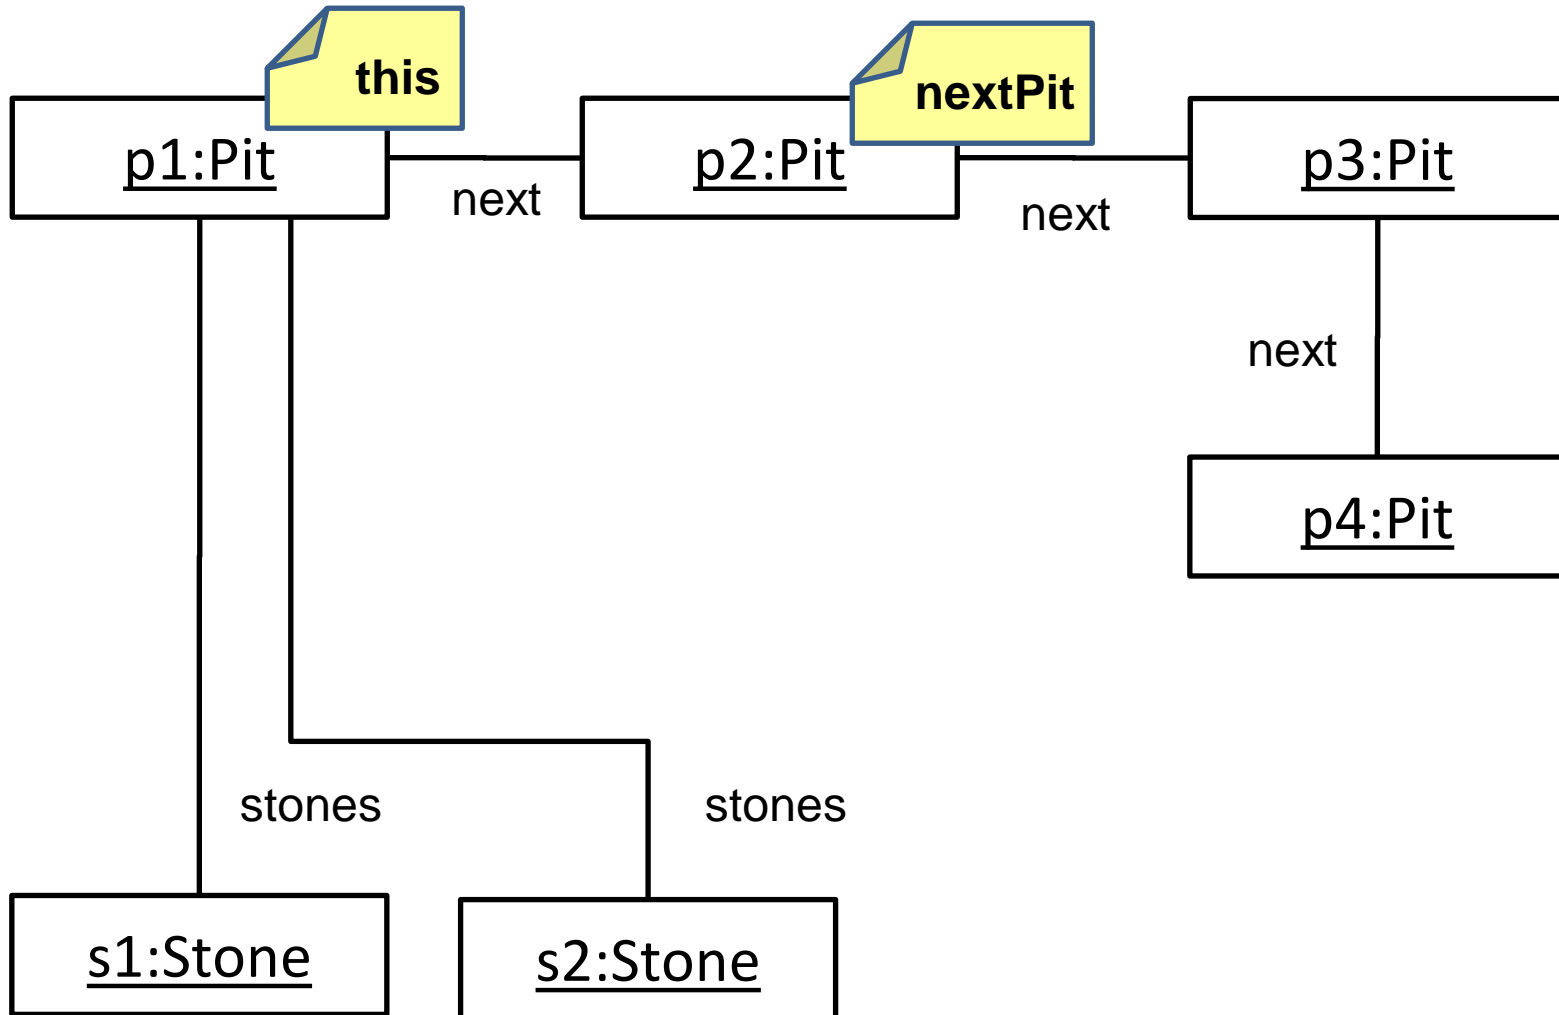 this
nextPit
p1:Pit
p2:Pit
p3:Pit
next
next
next
p4:Pit
stones
stones
s1:Stone
s2:Stone